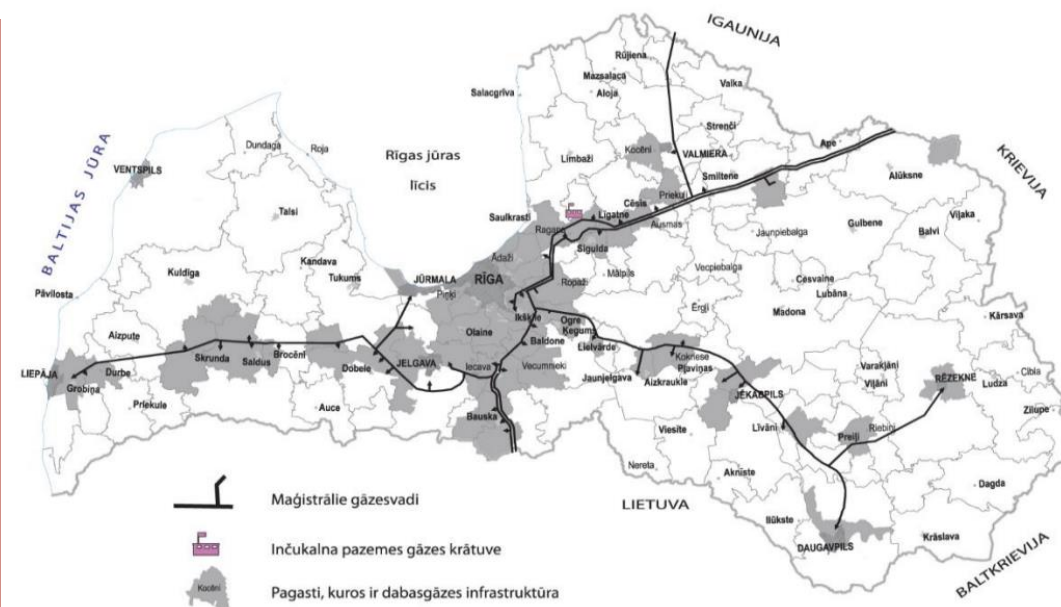 IGAUNIJA
Rūjiena
Mazsalaca
Aloja
Valka
Salacgrīva
Strenči
BALTIJAS JŪRA
Dundaga
Roja
Rīgas jūras
līcis
Limbaži
Kocēni
VALMIERA
Ape
VENTSPILS
Smiltene
Alūksne
KRIEVIJA
Cēsis
Priekuļi
Talsi
Saulkrasti
Līgatne
Ragana
Ausmas
Sigulda
Jaunpiebalga
Gulbene
Viļaka
Balvi
Kandava
Kuldīga
Tukums
Ādaži
JŪRMALA
RĪGA
Ropaži
Mālpils
Vecpiebalga
Cesvaine
Lubāna
Pāvilosta
Piņķi
Ērgļi
Madona
Kārsava
Aizpute
Olaine
Ikšķile
Ogre
Ķegums
Baldone
Lielvārde
Skrunda
Saldus
Brocēni
Dobele
JELGAVA
Iecava
Vecumnieki
Koknese
Pļaviņas
Varakļāni
Viļāni
RĒZEKNE
Ludza
Cibla
LIEPĀJA
Grobiņa
Durbe
Jaunjelgava
Aizkraukle
JĒKABPILS
Zilupe
Priekule
Auce
Bauska
Viesīte
Līvāni
Preiļi
Riebiņi
Nereta
Aknīste
Dagda
LIETUVA
Ilūkste
DAUGAVPILS
Krāslava
BALTKRIEVIJA
Maģistrālie gāzesvadi
Inčukalna pazemes gāzes krātuve
Kocēni
Pagasti, kuros ir dabasgāzes infrastruktūra